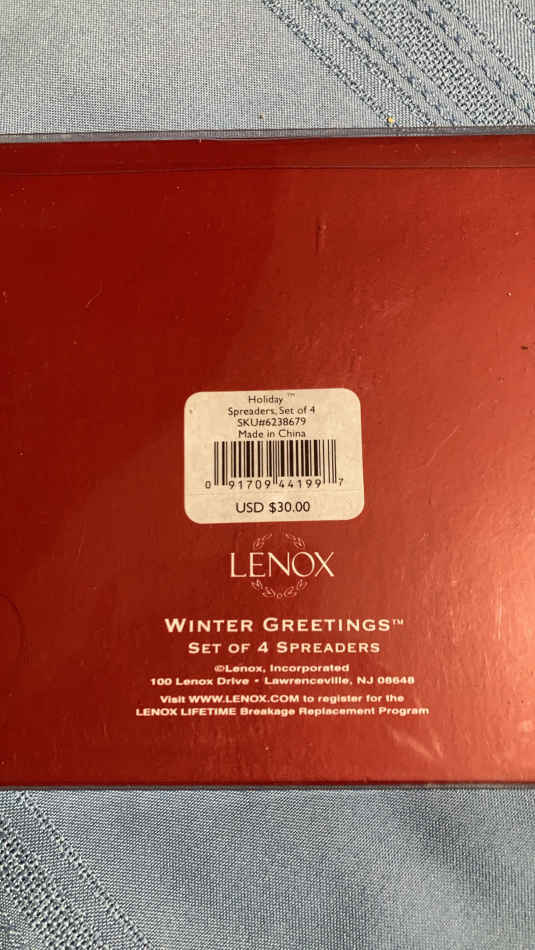 Holiday ™
Spreaders, Set of 4
SKU#6238679
Made in China
0 91709 44199 7
USD $30.00
LENOX
WINTER GREETINGS™
SET OF 4 SPREADERS
©Lenox, Incorporated
100 Lenox Drive • Lawrenceville, NJ 08648
Visit WWW.LENOX.COM to register for the
LENOX LIFETIME Breakage Replacement Program